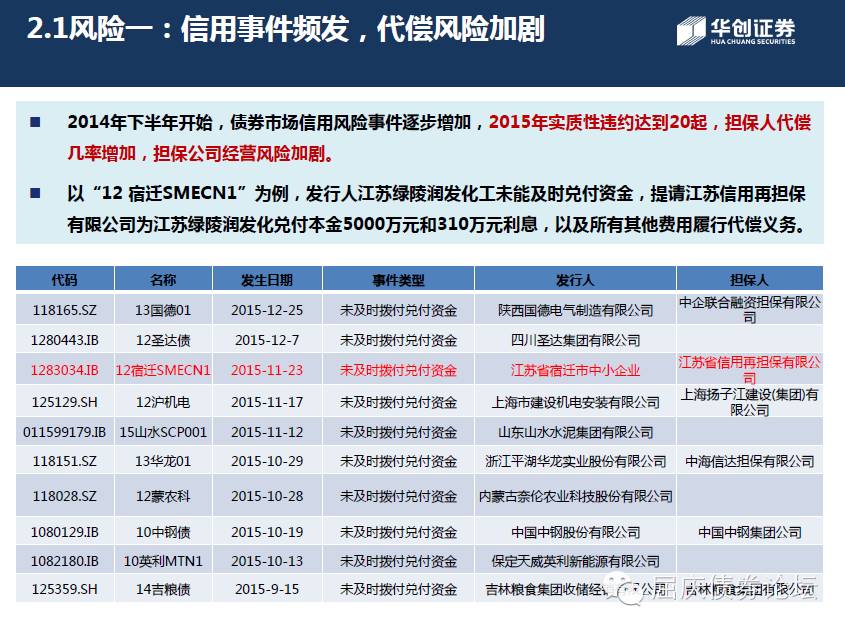 2.1风险一：信用事件频发，代偿风险加剧
华创证券
HUA CHUANG SECURITIES
2014年下半年开始，债券市场信用风险事件逐步增加，2015年实质性违约达到20起，担保人代偿
几率增加，担保公司经营风险加剧。
以“12 宿迁SMECN1”为例，发行人江苏绿陵润发化工未能及时兑付资金，提请江苏信用再担保
有限公司为江苏绿陵润发化兑付本金5000万元和310万元利息，以及所有其他费用履行代偿义务。
代码 名称 发生日期 事件类型 发行人 担保人
118165.SZ 13国德01 2015-12-25 未及时拨付兑付资金 陕西国德电气制造有限公司 中企联合融资担保有限公
司
1280443.IB 12圣达债 2015-12-7 未及时拨付兑付资金 四川圣达集团有限公司
1283034.IB 12宿迁SMECN1 2015-11-23 未及时拨付兑付资金 江苏省宿迁市中小企业 江苏省信用再担保有限公
司
125129.SH 12沪机电 2015-11-17 未及时拨付兑付资金 上海市建设机电安装有限公司 上海扬子江建设(集团)有
限公司
011599179.IB 15山水SCP001 2015-11-12 未及时拨付兑付资金 山东山水水泥集团有限公司
118151.SZ 13华龙01 2015-10-29 未及时拨付兑付资金 浙江平湖华龙实业股份有限公司 中海信达担保有限公司
118028.SZ 12蒙农科 2015-10-28 未及时拨付兑付资金 内蒙古奈伦农业科技股份有限公司
1080129.IB 10中钢债 2015-10-19 未及时拨付兑付资金 中国中钢股份有限公司 中国中钢集团公司
1082180.IB 10英利MTN1 2015-10-13 未及时拨付兑付资金 保定天威英利新能源有限公司
125359.SH 14吉粮债 2015-9-15 未及时拨付兑付资金 吉林粮食集团收储经 公司 吉林粮食集团有限公司
屈庆债券论坛